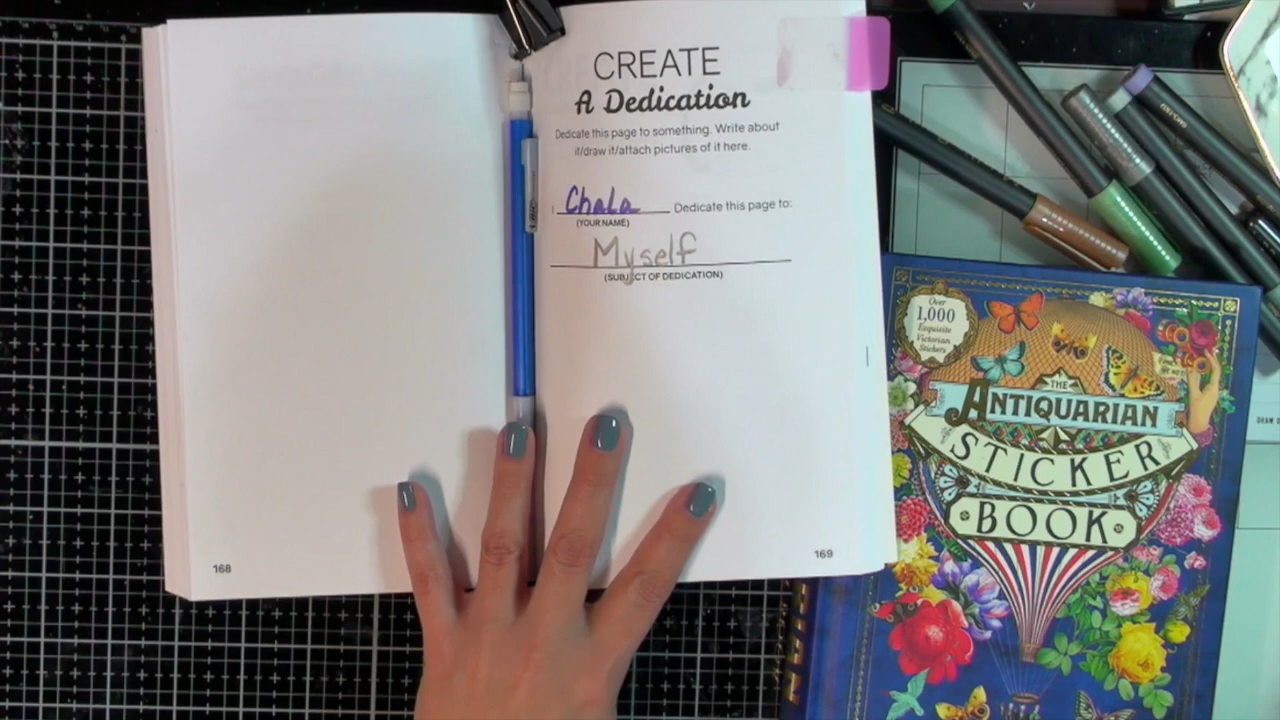 CREATE
A Dedication
Dedicate this page to something. Write about
it/draw it/attach pictures of it here.
I Chala Dedicate this page to:
(YOUR NAME)
Myself
(SUBJECT OF DEDICATION)
168
169
Over
1,000
Exquisite
Victorian
Stickers
THE
ANTIQUARIAN
STICKER
BOOK